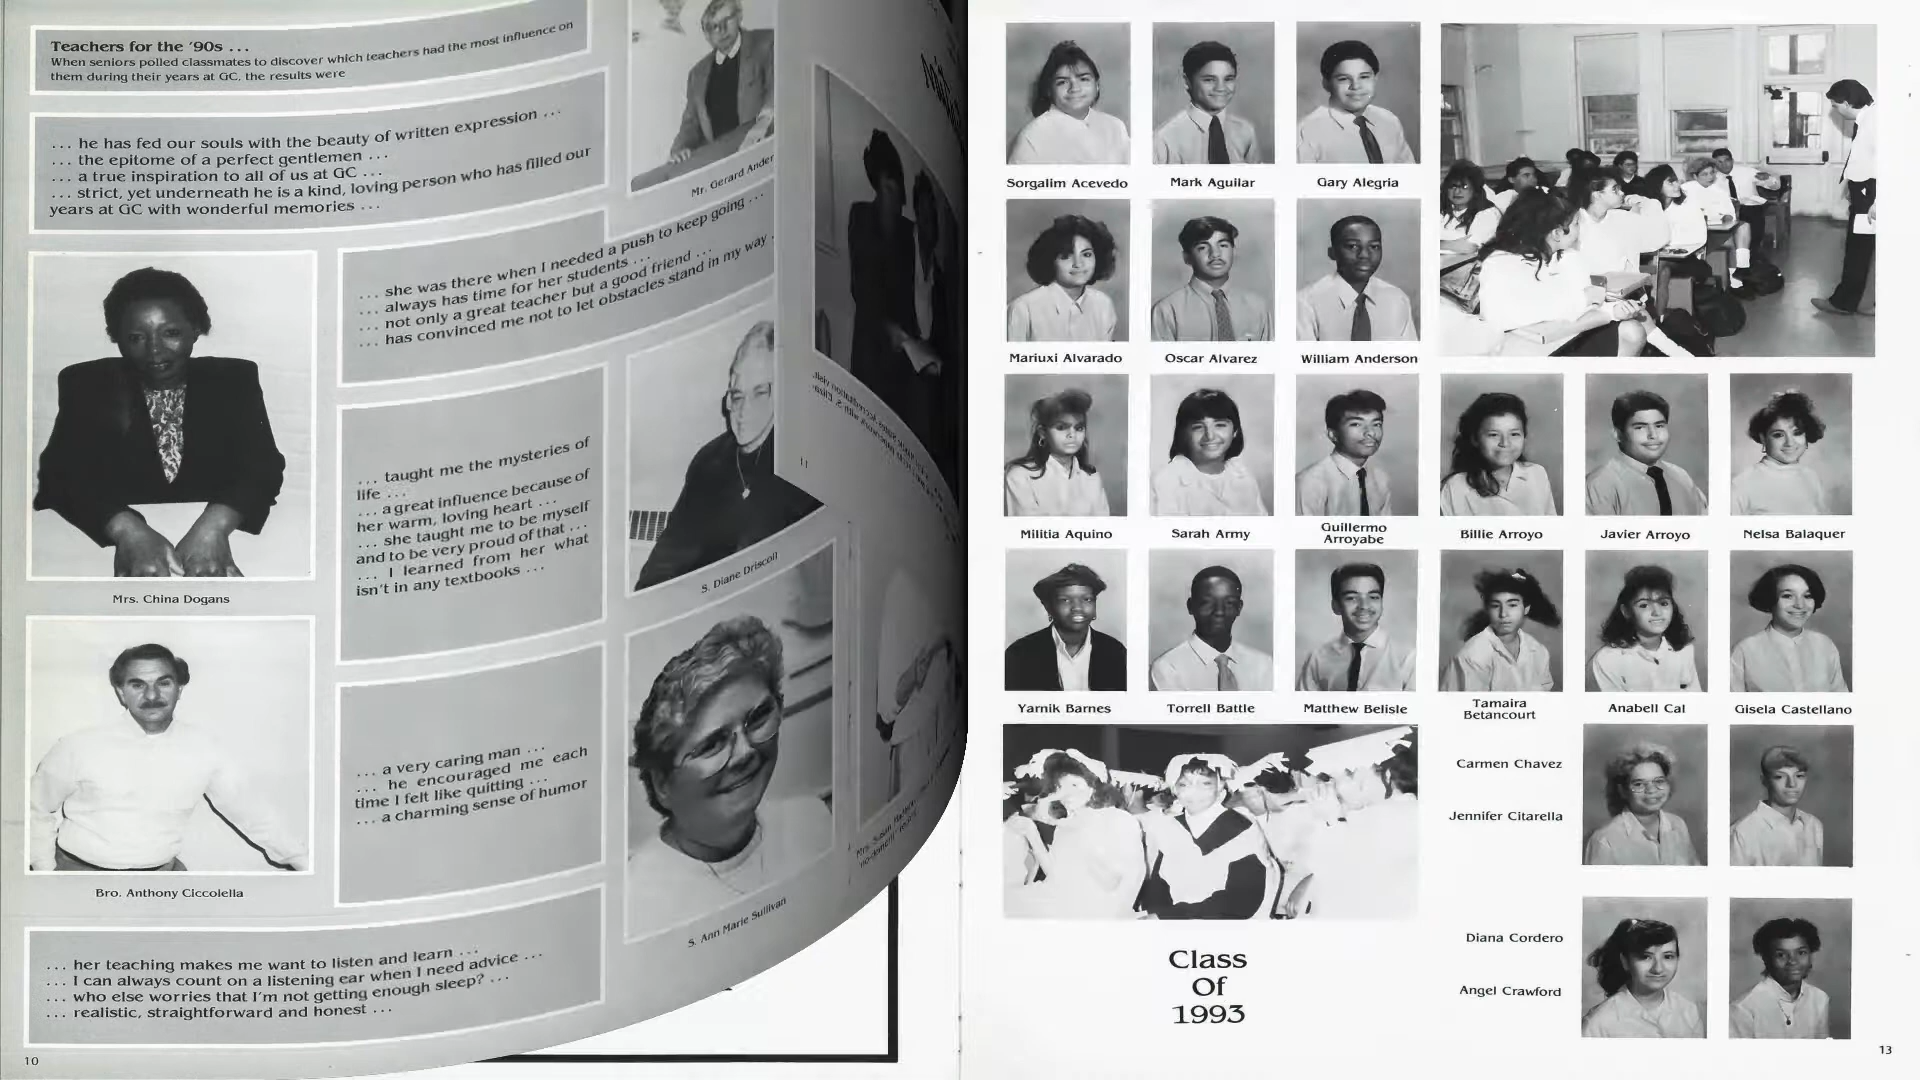 Teachers for the '90s ...
When seniors polled classmates to discover which teachers had the most influence on
them during their years at GC, the results were
... he has fed our souls with the beauty of written expression ...
... the epitome of a perfect gentlemen ...
... a true inspiration to all of us at GC ...
... strict, yet underneath he is a kind, loving person who has filled our
years at GC with wonderful memories ...
Mr. Gerard Ander
... she was there when I needed a push to keep going ...
... always has time for her students ...
... not only a great teacher but a good friend ...
... has convinced me not to let obstacles stand in my way .
Mrs. China Dogans
... taught me the mysteries of
life ...
... a great influence because of
her warm, loving heart ...
... she taught me to be myself
and to be very proud of that ...
... I learned from her what
isn't in any textbooks ...
S. Diane Driscoll
11
... a very caring man ...
... he encouraged me each
time I felt like quitting ...
... a charming sense of humor
Bro. Anthony Ciccolella
S. Ann Marie Sullivan
Mrs. Susan
... her teaching makes me want to listen and learn ...
... I can always count on a listening ear when I need advice ...
... who else worries that I'm not getting enough sleep? ...
... realistic, straightforward and honest ...
10
Sorgalim Acevedo
Mark Aguilar
Gary Alegria
Mariuxi Alvarado
Oscar Alvarez
William Anderson
Militia Aquino
Sarah Army
Guillermo
Arroyabe
Billie Arroyo
Javier Arroyo
Nelsa Balaquer
Yarnik Barnes
Torrell Battle
Matthew Belisle
Tamaira
Betancourt
Anabell Cal
Gisela Castellano
Carmen Chavez
Jennifer Citarella
Diana Cordero
Angel Crawford
Class
Of
1993
13